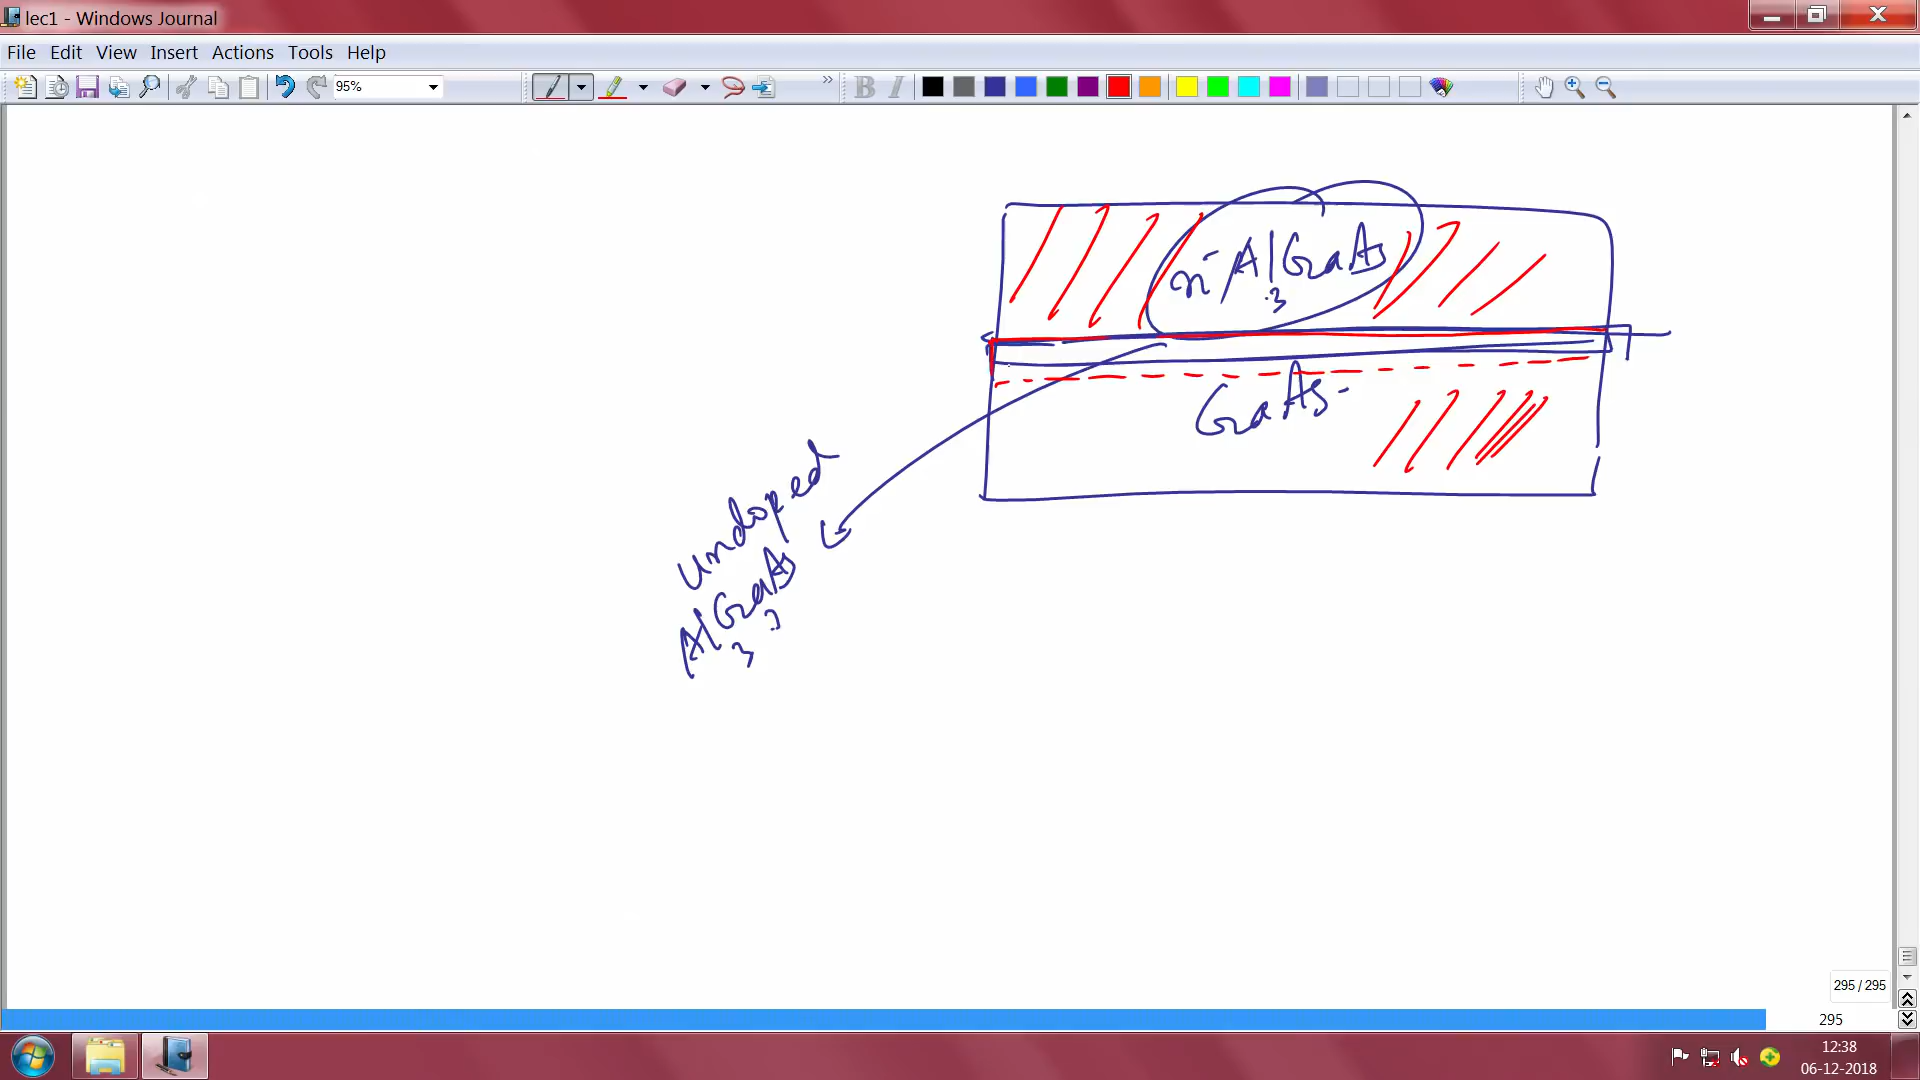 lec1 - Windows Journal
File Edit View Insert Actions Tools Help
95%
n-AlGaAs
.3
GaAs-
undoped
AlGaAs
295 / 295
295
12:38
06-12-2018